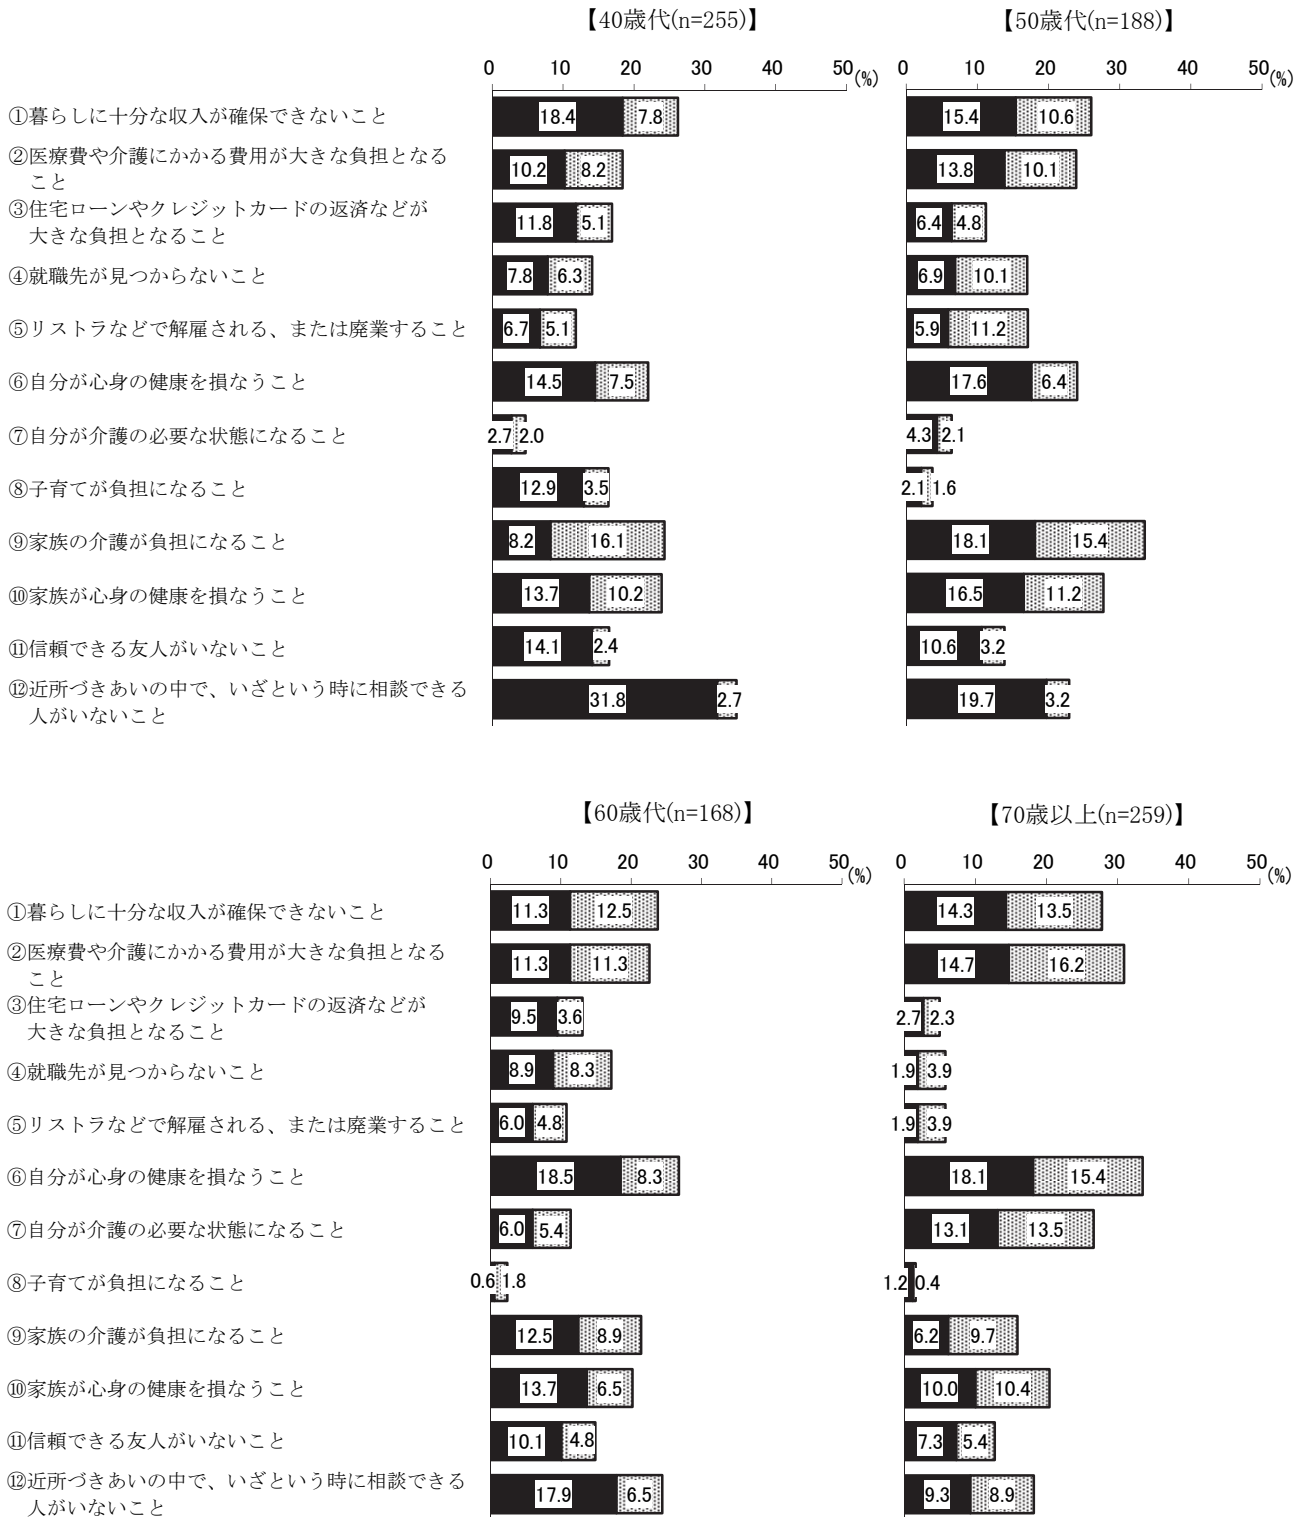 【40歳代(n=255)】
【50歳代(n=188)】
0 10 20 30 40 50(%)
0 10 20 30 40 50(%)
①暮らしに十分な収入が確保できないこと 18.4 7.8 15.4 10.6
②医療費や介護にかかる費用が大きな負担となる
こと 10.2 8.2 13.8 10.1
③住宅ローンやクレジットカードの返済などが
大きな負担となること 11.8 5.1 6.4 4.8
④就職先が見つからないこと 7.8 6.3 6.9 10.1
⑤リストラなどで解雇される、または廃業すること 6.7 5.1 5.9 11.2
⑥自分が心身の健康を損なうこと 14.5 7.5 17.6 6.4
⑦自分が介護の必要な状態になること 2.7 2.0 4.3 2.1
⑧子育てが負担になること 12.9 3.5 2.1 1.6
⑨家族の介護が負担になること 8.2 16.1 18.1 15.4
⑩家族が心身の健康を損なうこと 13.7 10.2 16.5 11.2
⑪信頼できる友人がいないこと 14.1 2.4 10.6 3.2
⑫近所づきあいの中で、いざという時に相談できる
人がいないこと 31.8 2.7 19.7 3.2
【60歳代(n=168)】
【70歳以上(n=259)】
0 10 20 30 40 50(%)
0 10 20 30 40 50(%)
①暮らしに十分な収入が確保できないこと 11.3 12.5 14.3 13.5
②医療費や介護にかかる費用が大きな負担となる
こと 11.3 11.3 14.7 16.2
③住宅ローンやクレジットカードの返済などが
大きな負担となること 9.5 3.6 2.7 2.3
④就職先が見つからないこと 8.9 8.3 1.9 3.9
⑤リストラなどで解雇される、または廃業すること 6.0 4.8 1.9 3.9
⑥自分が心身の健康を損なうこと 18.5 8.3 18.1 15.4
⑦自分が介護の必要な状態になること 6.0 5.4 13.1 13.5
⑧子育てが負担になること 0.6 1.8 1.2 0.4
⑨家族の介護が負担になること 12.5 8.9 6.2 9.7
⑩家族が心身の健康を損なうこと 13.7 6.5 10.0 10.4
⑪信頼できる友人がいないこと 10.1 4.8 7.3 5.4
⑫近所づきあいの中で、いざという時に相談できる
人がいないこと 17.9 6.5 9.3 8.9